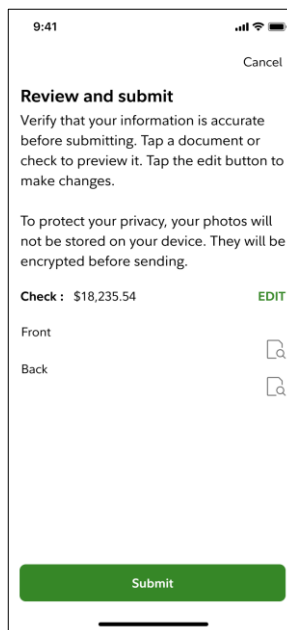 9:41
Cancel
Review and submit
Verify that your information is accurate
before submitting. Tap a document or
check to preview it. Tap the edit button to
make changes.
To protect your privacy, your photos will
not be stored on your device. They will be
encrypted before sending.
Check : $18,235.54 EDIT
Front
Back
Submit